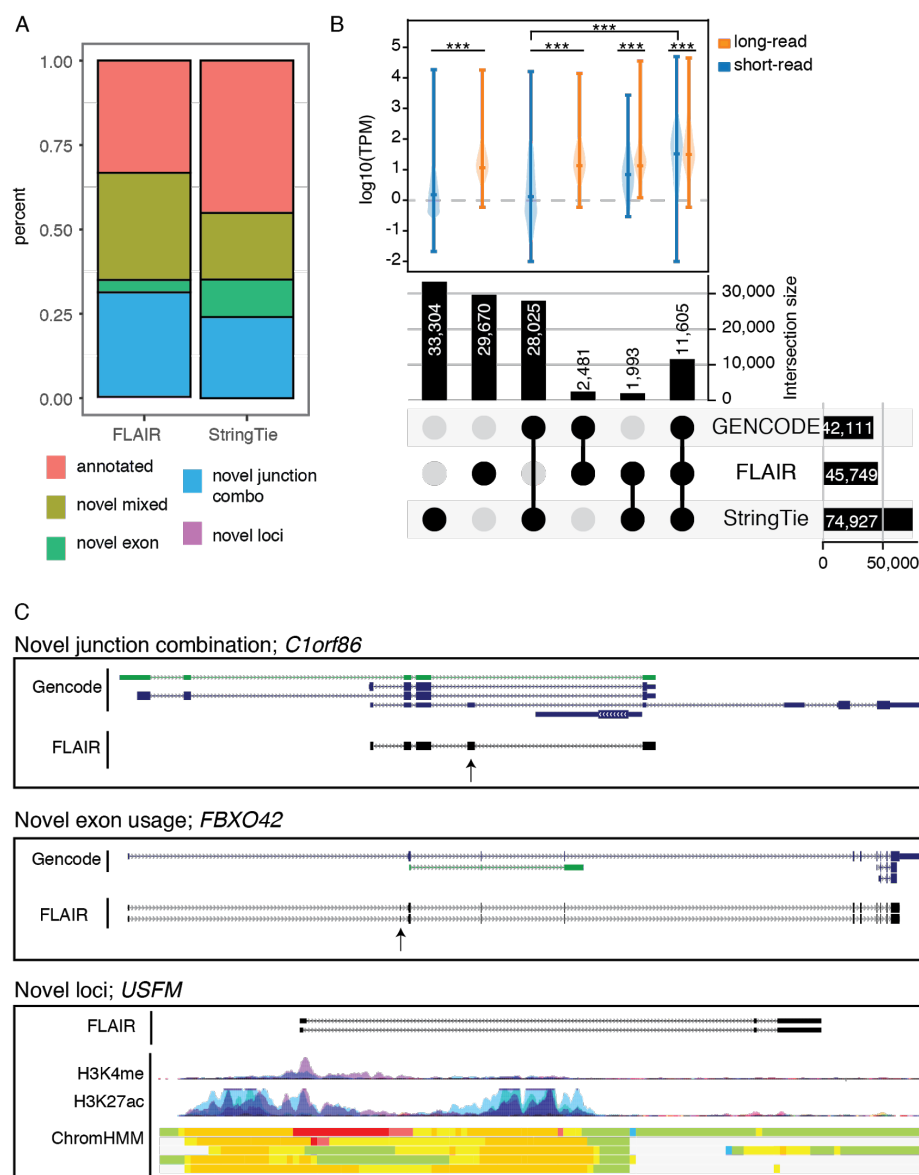 A
1.00
0.75
0.50
0.25
0.00
percent
FLAIR
StringTie
annotated
novel mixed
novel exon
novel junction
combo
novel loci
B
***
***
***
***
***
long-read
short-read
log10(TPM)
5
4
3
2
1
0
-1
-2
33,304
29,670
28,025
2,481
1,993
11,605
30,000
20,000
10,000
0
Intersection size
GENCODE
42,111
FLAIR
45,749
StringTie
74,927
0
50,000
C
Novel junction combination; C1orf86
Gencode
FLAIR
Novel exon usage; FBXO42
Gencode
FLAIR
Novel loci; USFM
FLAIR
H3K4me
H3K27ac
ChromHMM